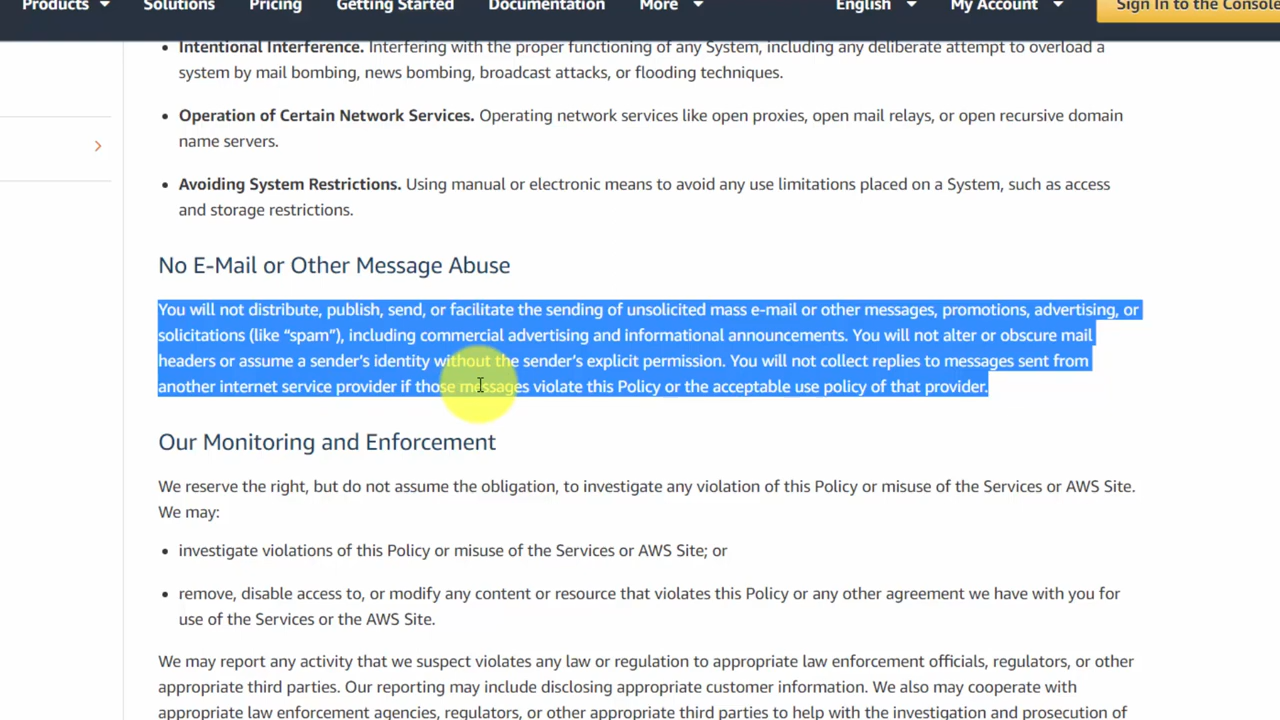 Products Solutions Pricing Getting Started Documentation More English My Account Sign In to the Console
• Intentional Interference. Interfering with the proper functioning of any System, including any deliberate attempt to overload a
system by mail bombing, news bombing, broadcast attacks, or flooding techniques.
• Operation of Certain Network Services. Operating network services like open proxies, open mail relays, or open recursive domain
name servers.
• Avoiding System Restrictions. Using manual or electronic means to avoid any use limitations placed on a System, such as access
and storage restrictions.
No E-Mail or Other Message Abuse
You will not distribute, publish, send, or facilitate the sending of unsolicited mass e-mail or other messages, promotions, advertising, or
solicitations (like “spam”), including commercial advertising and informational announcements. You will not alter or obscure mail
headers or assume a sender’s identity without the sender’s explicit permission. You will not collect replies to messages sent from
another internet service provider if those messages violate this Policy or the acceptable use policy of that provider.
Our Monitoring and Enforcement
We reserve the right, but do not assume the obligation, to investigate any violation of this Policy or misuse of the Services or AWS Site.
We may:
• investigate violations of this Policy or misuse of the Services or AWS Site; or
• remove, disable access to, or modify any content or resource that violates this Policy or any other agreement we have with you for
use of the Services or the AWS Site.
We may report any activity that we suspect violates any law or regulation to appropriate law enforcement officials, regulators, or other
appropriate third parties. Our reporting may include disclosing appropriate customer information. We also may cooperate with
appropriate law enforcement agencies, regulators, or other appropriate third parties to help with the investigation and prosecution of